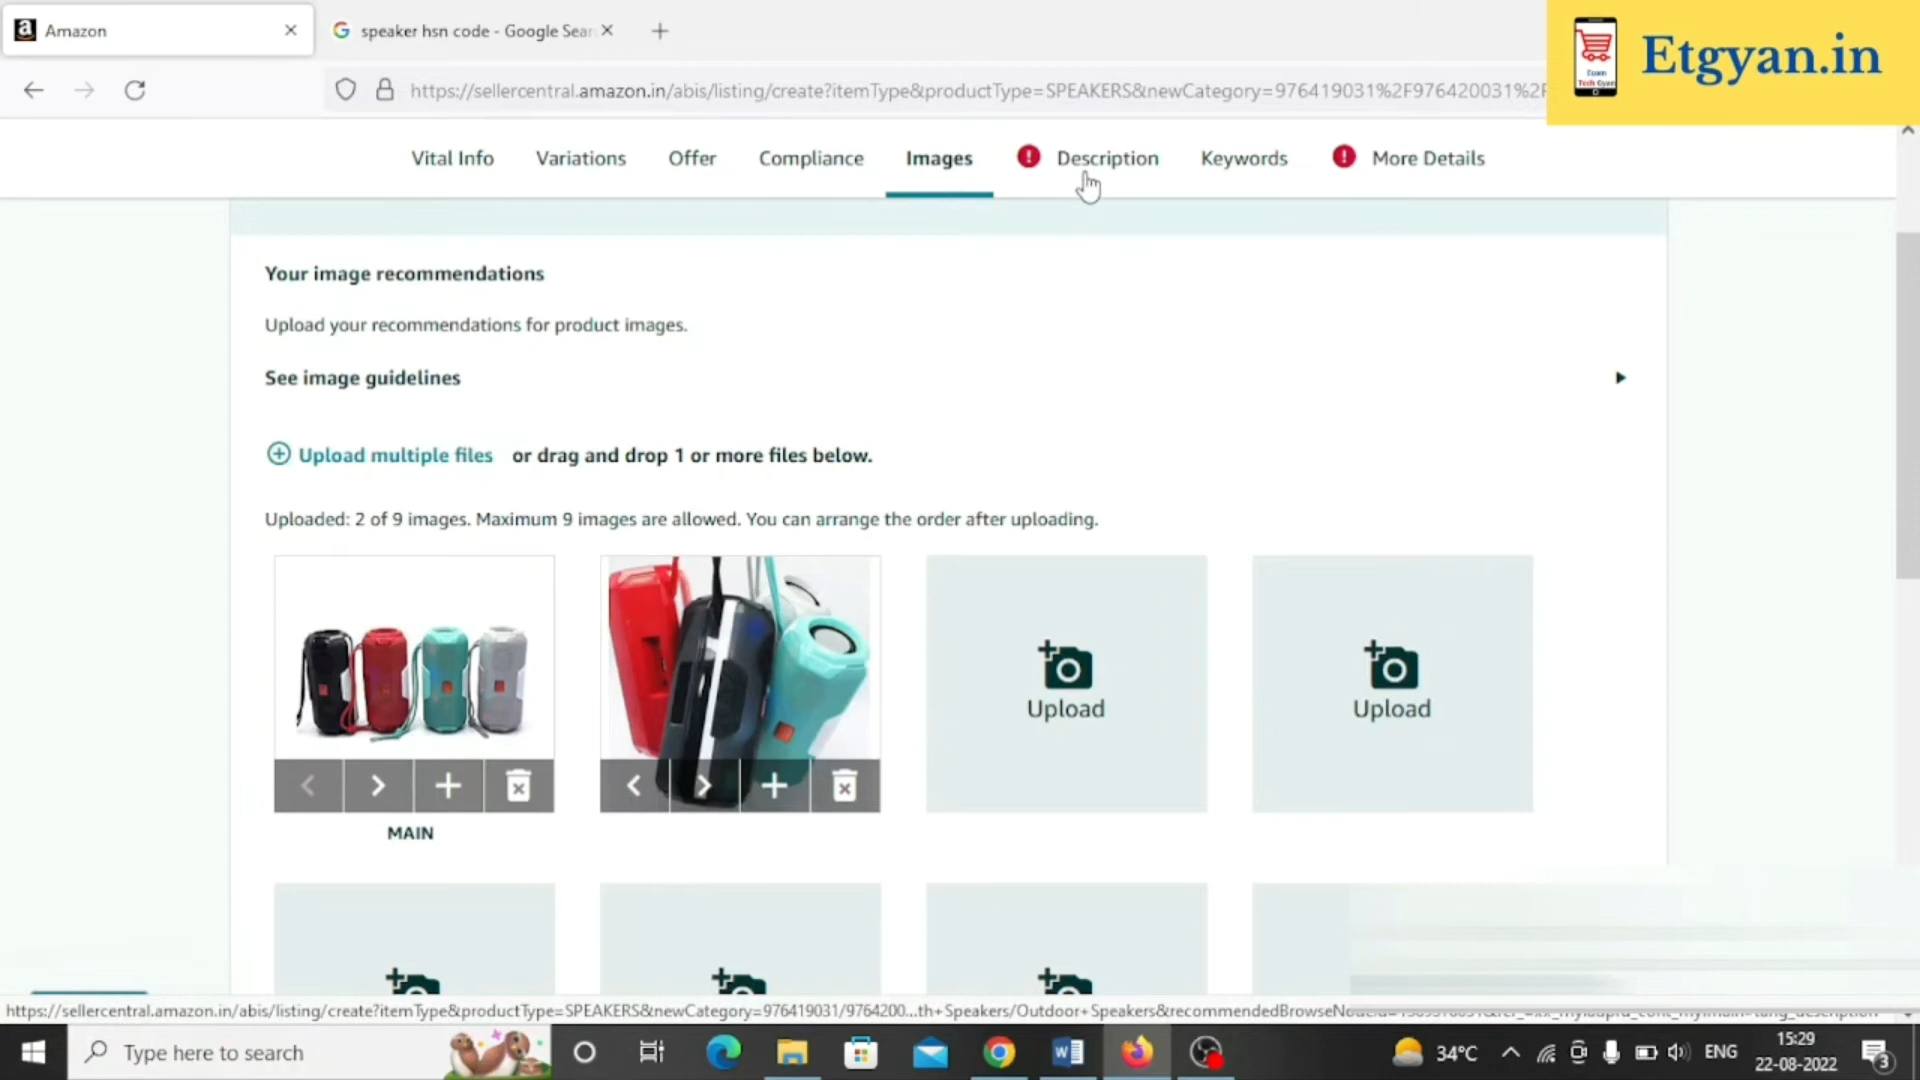 Amazon
speaker hsn code - Google Sear
Etgyan.in
https://sellercentral.amazon.in/abis/listing/create?itemType&productType=SPEAKERS&newCategory=976419031%2F976420031%2F
Vital Info
Variations
Offer
Compliance
Images
Description
Keywords
More Details
Your image recommendations
Upload your recommendations for product images.
See image guidelines
Upload multiple files or drag and drop 1 or more files below.
Uploaded: 2 of 9 images. Maximum 9 images are allowed. You can arrange the order after uploading.
Upload
Upload
MAIN
https://sellercentral.amazon.in/abis/listing/create?itemType&productType=SPEAKERS&newCategory=976419031/9764200...th+Speakers/Outdoor+Speakers&recommendedBrowse
Type here to search
34°C
ENG
15:29
22-08-2022
3